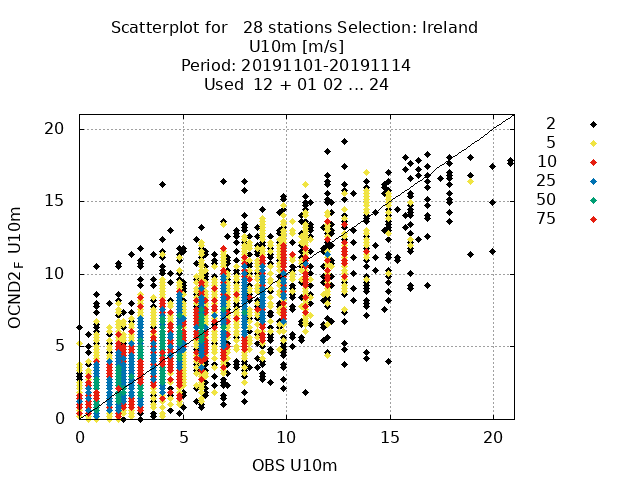 Scatterplot for 28 stations Selection: Ireland
U10m [m/s]
Period: 20191101-20191114
Used 12 + 01 02 ... 24
20
15
10
5
0
0 5 10 15 20
OCND2 F U10m
OBS U10m
2
5
10
25
50
75